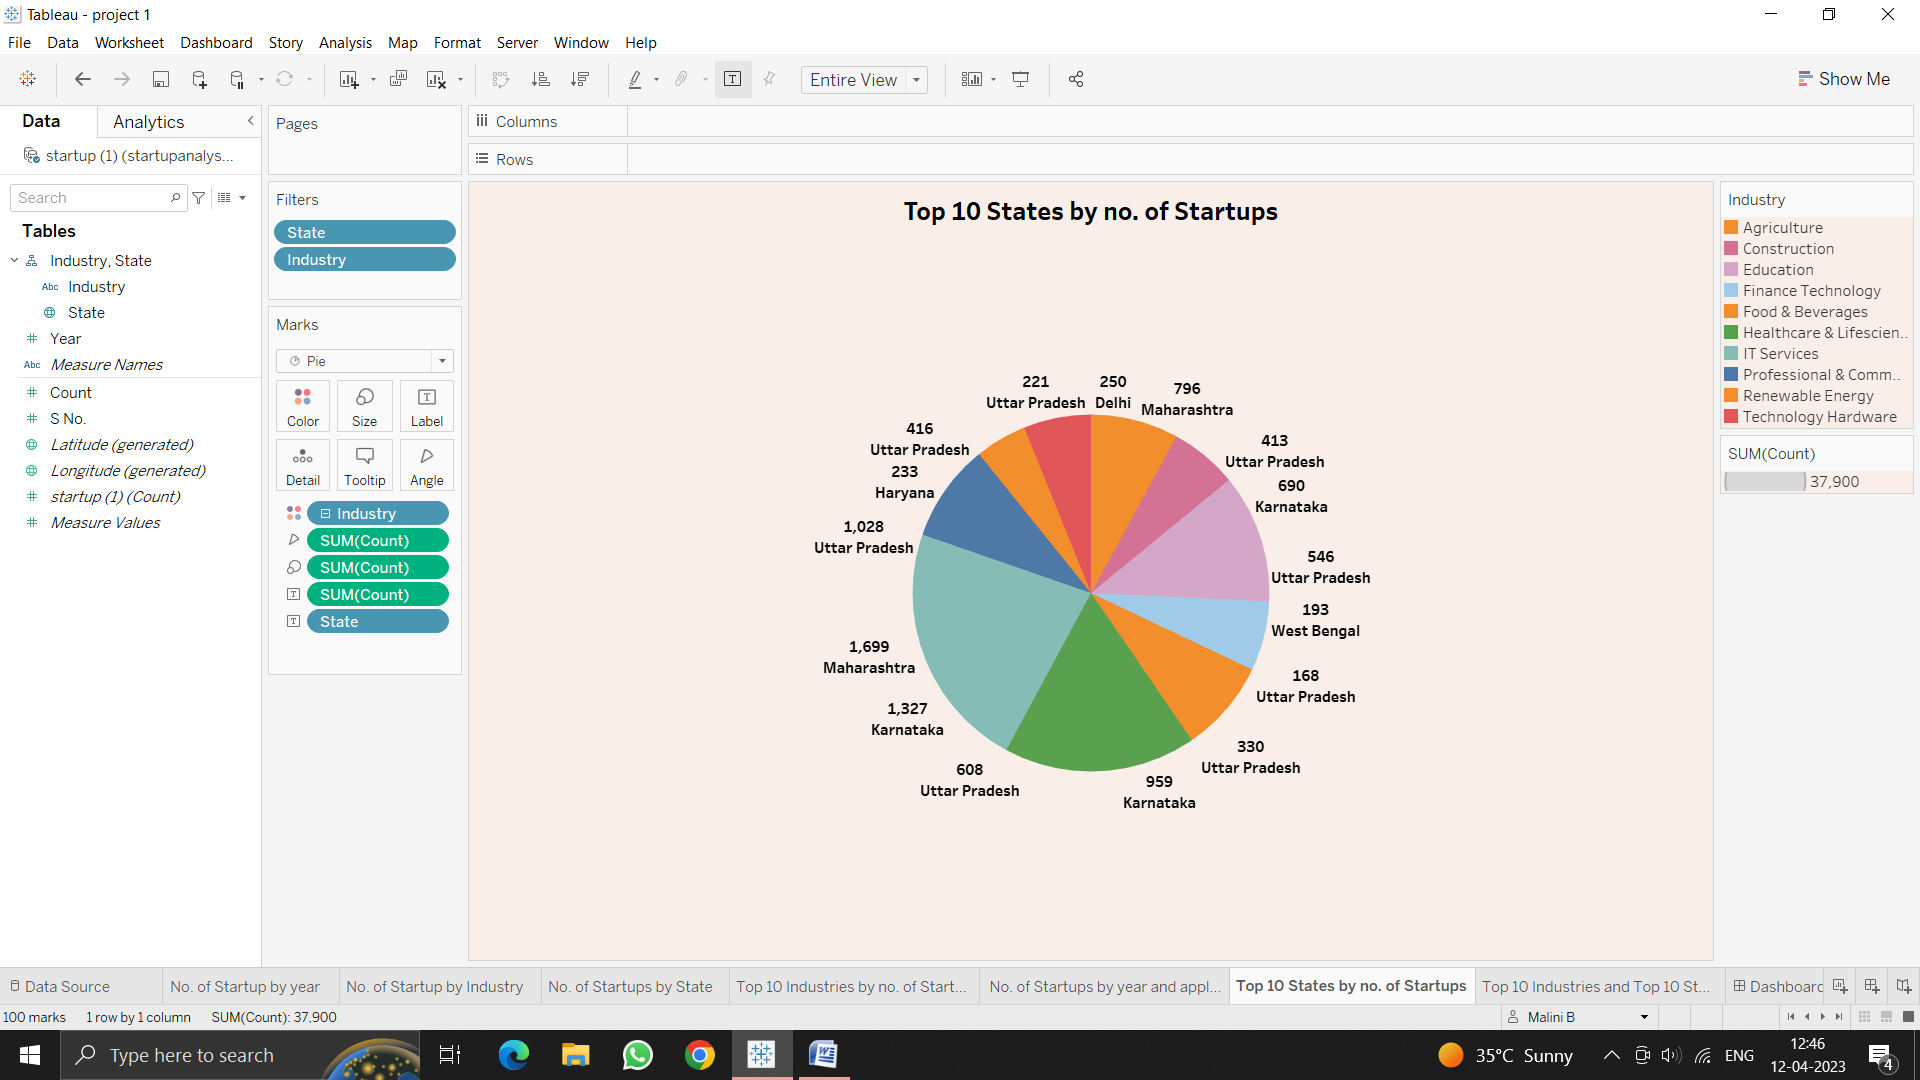 Tableau - project 1
File Data Worksheet Dashboard Story Analysis Map Format Server Window Help
Entire View
Show Me
Data Analytics
startup (1) (startupanalys...
Search
Tables
Industry, State
Abc Industry
State
Year
Abc Measure Names
Count
S No.
Latitude (generated)
Longitude (generated)
startup (1) (Count)
Measure Values
Pages
Filters
State
Industry
Marks
Pie
Color Size Label
Detail Tooltip Angle
Industry
SUM(Count)
SUM(Count)
SUM(Count)
State
Columns
Rows
Top 10 States by no. of Startups
221
Uttar Pradesh
250
Delhi
796
Maharashtra
413
Uttar Pradesh
690
Karnataka
546
Uttar Pradesh
193
West Bengal
168
Uttar Pradesh
330
Uttar Pradesh
959
Karnataka
608
Uttar Pradesh
1,327
Karnataka
1,699
Maharashtra
1,028
Uttar Pradesh
233
Haryana
416
Uttar Pradesh
Industry
Agriculture
Construction
Education
Finance Technology
Food & Beverages
Healthcare & Lifescien..
IT Services
Professional & Comm..
Renewable Energy
Technology Hardware
SUM(Count)
37,900
Data Source No. of Startup by year No. of Startup by Industry No. of Startups by State Top 10 Industries by no. of Start... No. of Startups by year and appl... Top 10 States by no. of Startups Top 10 Industries and Top 10 St... Dashboard
100 marks 1 row by 1 column SUM(Count): 37,900 Malini B
Type here to search 35°C Sunny ENG
12:46
12-04-2023
4